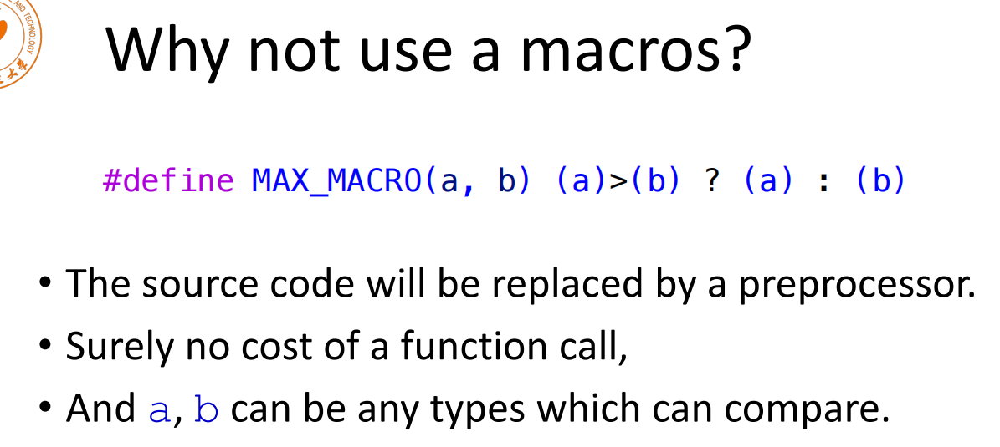 AND TECHNOLOGY
Why not use a macros?
#define MAX_MACRO(a, b) (a)>(b) ? (a) : (b)
• The source code will be replaced by a preprocessor.
• Surely no cost of a function call,
• And a, b can be any types which can compare.